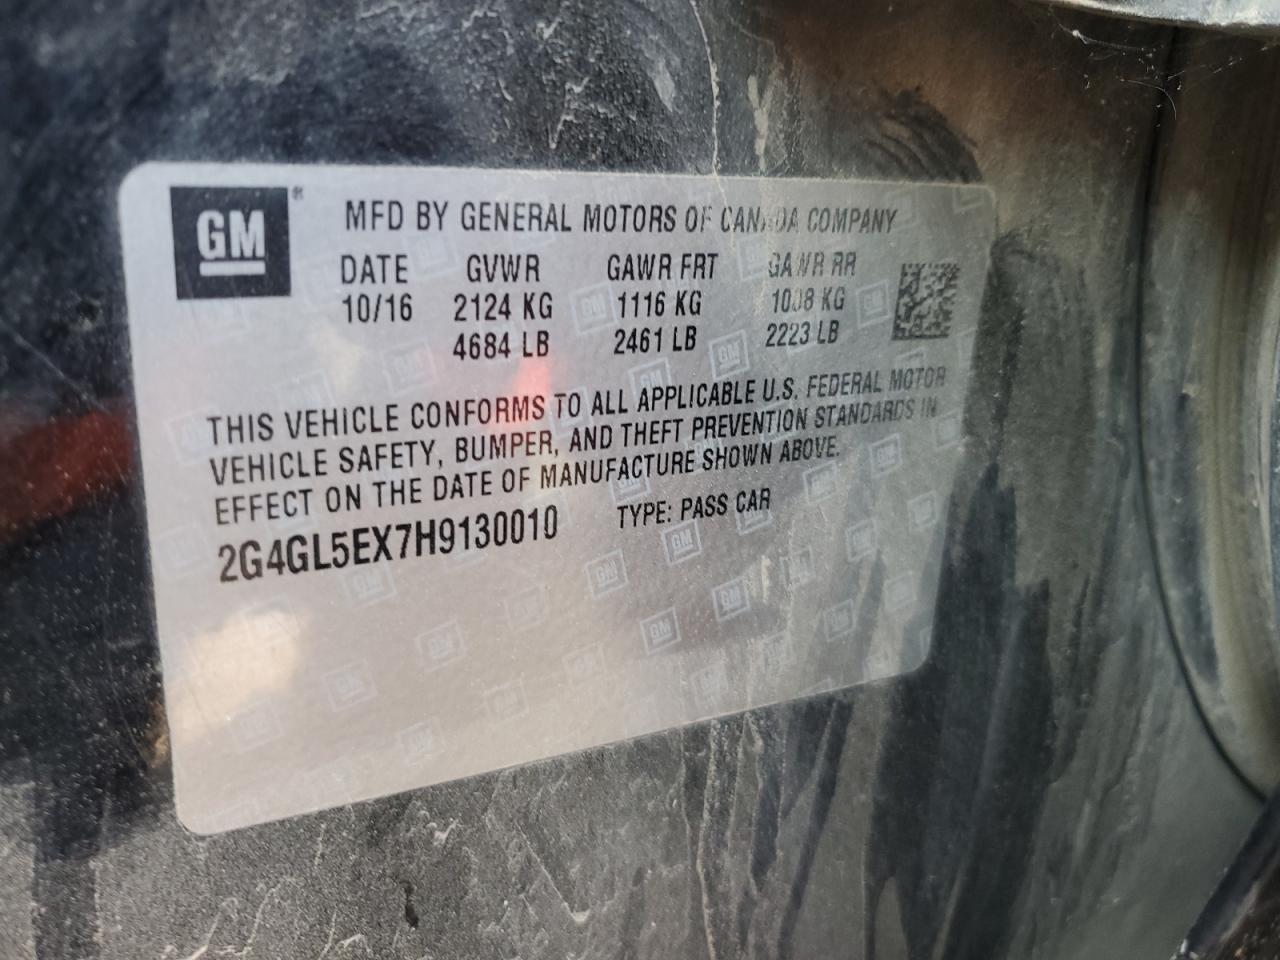 GM ® MFD BY GENERAL MOTORS OF CANADA COMPANY
DATE GVWR GAWR FRT GAWR RR
10/16 2124 KG 1116 KG 1008 KG
4684 LB 2461 LB 2223 LB
THIS VEHICLE CONFORMS TO ALL APPLICABLE U.S. FEDERAL MOTOR
VEHICLE SAFETY, BUMPER, AND THEFT PREVENTION STANDARDS IN
EFFECT ON THE DATE OF MANUFACTURE SHOWN ABOVE.
2G4GL5EX7H9130010 TYPE: PASS CAR